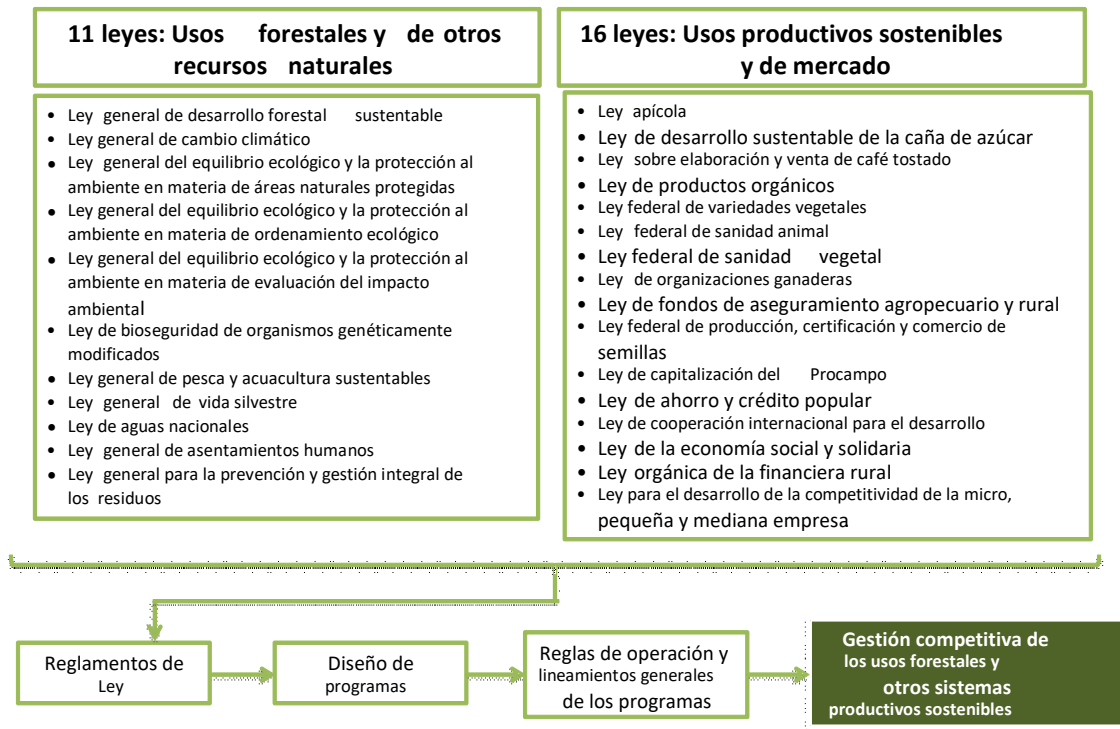 11 leyes: Usos forestales y de otros
recursos naturales
• Ley general de desarrollo forestal sustentable
• Ley general de cambio climático
• Ley general del equilibrio ecológico y la protección al
ambiente en materia de áreas naturales protegidas
• Ley general del equilibrio ecológico y la protección al
ambiente en materia de ordenamiento ecológico
• Ley general del equilibrio ecológico y la protección al
ambiente en materia de evaluación del impacto
ambiental
• Ley de bioseguridad de organismos genéticamente
modificados
• Ley general de pesca y acuacultura sustentables
• Ley general de vida silvestre
• Ley de aguas nacionales
• Ley general de asentamientos humanos
• Ley general para la prevención y gestión integral de
los residuos
16 leyes: Usos productivos sostenibles
y de mercado
• Ley apícola
• Ley de desarrollo sustentable de la caña de azúcar
• Ley sobre elaboración y venta de café tostado
• Ley de productos orgánicos
• Ley federal de variedades vegetales
• Ley federal de sanidad animal
• Ley federal de sanidad vegetal
• Ley de organizaciones ganaderas
• Ley de fondos de aseguramiento agropecuario y rural
• Ley federal de producción, certificación y comercio de
semillas
• Ley de capitalización del Procampo
• Ley de ahorro y crédito popular
• Ley de cooperación internacional para el desarrollo
• Ley de la economía social y solidaria
• Ley orgánica de la financiera rural
• Ley para el desarrollo de la competitividad de la micro,
pequeña y mediana empresa
Reglamentos de
Ley
Diseño de
programas
Reglas de operación y
lineamientos generales
de los programas
Gestión competitiva de
los usos forestales y
otros sistemas
productivos sostenibles